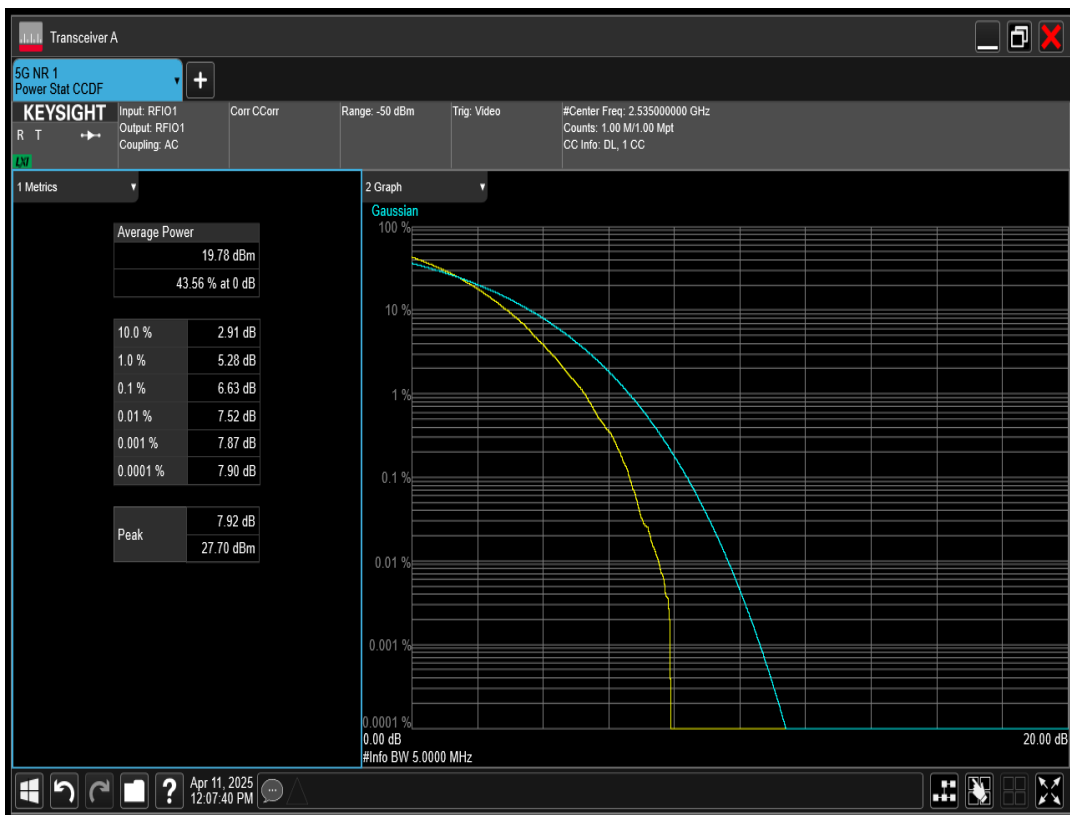 Transceiver A
5G NR 1
Power Stat CCDF
+
KEYSIGHT
R T
LXI
Input: RFIO1
Output: RFIO1
Coupling: AC
Corr CCorr
Range: -50 dBm
Trig: Video
#Center Freq: 2.535000000 GHz
Counts: 1.00 M/1.00 Mpt
CC Info: DL, 1 CC
1 Metrics
Average Power
19.78 dBm
43.56 % at 0 dB
10.0 % 2.91 dB
1.0 % 5.28 dB
0.1 % 6.63 dB
0.01 % 7.52 dB
0.001 % 7.87 dB
0.0001 % 7.90 dB
Peak
7.92 dB
27.70 dBm
2 Graph
Gaussian
100 %
10 %
1 %
0.1 %
0.01 %
0.001 %
0.0001 %
0.00 dB 20.00 dB
#Info BW 5.0000 MHz
?
Apr 11, 2025
12:07:40 PM